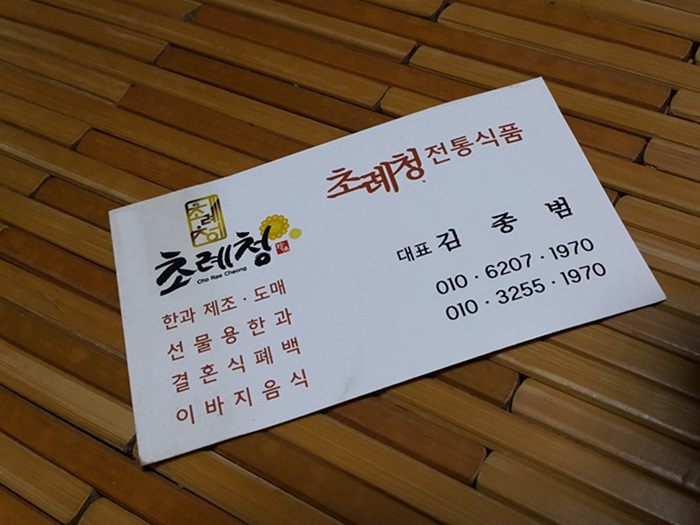 초례청
초례청
Cho Rae Cheong
한과 제조·도매
선물용한과
결혼식폐백
이바지음식
초례청전통식품
대표 김종범
010·6207·1970
010·3255·1970